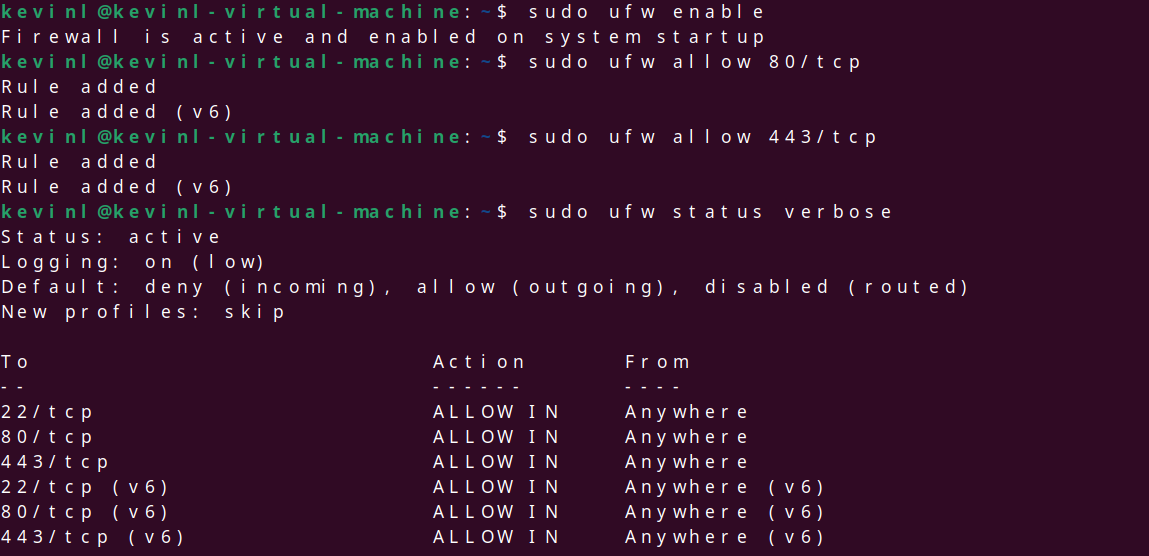 kevinl@kevinl-virtual-machine:~$ sudo ufw enable
Firewall is active and enabled on system startup
kevinl@kevinl-virtual-machine:~$ sudo ufw allow 80/tcp
Rule added
Rule added (v6)
kevinl@kevinl-virtual-machine:~$ sudo ufw allow 443/tcp
Rule added
Rule added (v6)
kevinl@kevinl-virtual-machine:~$ sudo ufw status verbose
Status: active
Logging: on (low)
Default: deny (incoming), allow (outgoing), disabled (routed)
New profiles: skip

To                         Action      From
--                         ------      ----
22/tcp                     ALLOW IN    Anywhere
80/tcp                     ALLOW IN    Anywhere
443/tcp                    ALLOW IN    Anywhere
22/tcp (v6)                ALLOW IN    Anywhere (v6)
80/tcp (v6)                ALLOW IN    Anywhere (v6)
443/tcp (v6)               ALLOW IN    Anywhere (v6)